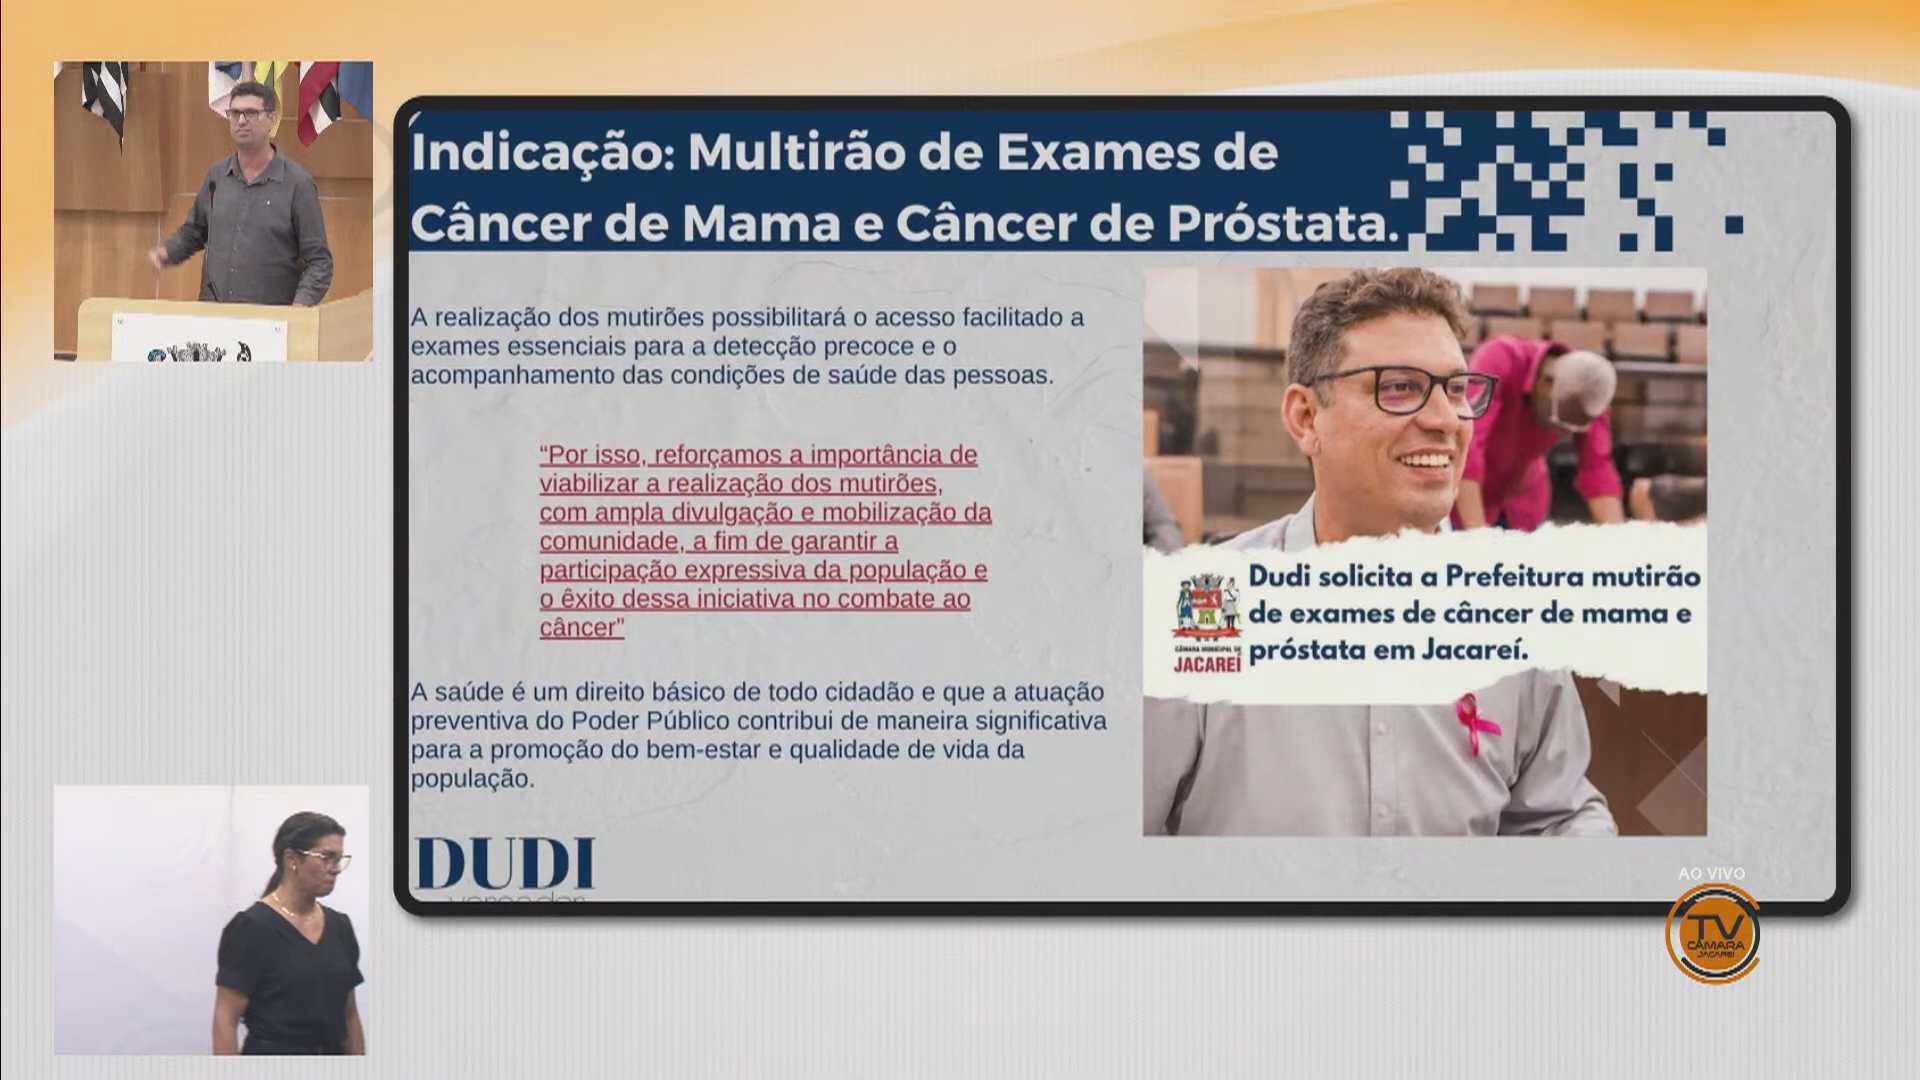 Indicação: Multirão de Exames de
Câncer de Mama e Câncer de Próstata.
A realização dos mutirões possibilitará o acesso facilitado a
exames essenciais para a detecção precoce e o
acompanhamento das condições de saúde das pessoas.
“Por isso, reforçamos a importância de
viabilizar a realização dos mutirões,
com ampla divulgação e mobilização da
comunidade, a fim de garantir a
participação expressiva da população e
o êxito dessa iniciativa no combate ao
câncer”
A saúde é um direito básico de todo cidadão e que a atuação
preventiva do Poder Público contribui de maneira significativa
para a promoção do bem-estar e qualidade de vida da
população.
DUDI
vereador
Dudi solicita a Prefeitura mutirão
de exames de câncer de mama e
próstata em Jacareí.
CÂMARA MUNICIPAL DE
JACAREÍ
AO VIVO
TV
CÂMARA
JACAREÍ